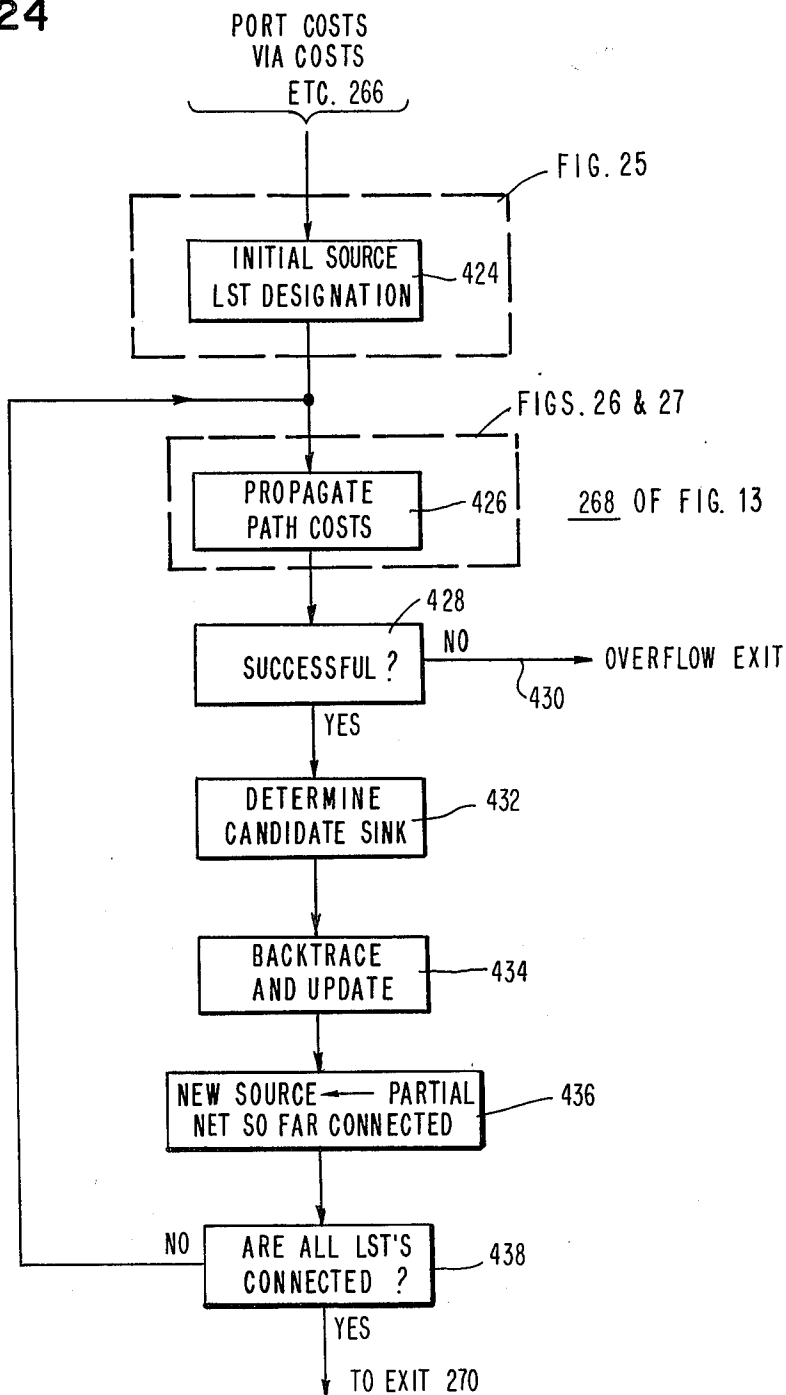 24
PORT COSTS
VIA COSTS
ETC. 266
FIG. 25
INITIAL SOURCE
LST DESIGNATION
424
FIGS. 26 & 27
PROPAGATE
PATH COSTS
426
268 OF FIG. 13
428
SUCCESSFUL ?
NO
OVERFLOW EXIT
430
YES
DETERMINE
CANDIDATE SINK
432
BACKTRACE
AND UPDATE
434
NEW SOURCE ← PARTIAL
NET SO FAR CONNECTED
436
NO
ARE ALL LST'S
CONNECTED ?
438
YES
TO EXIT 270